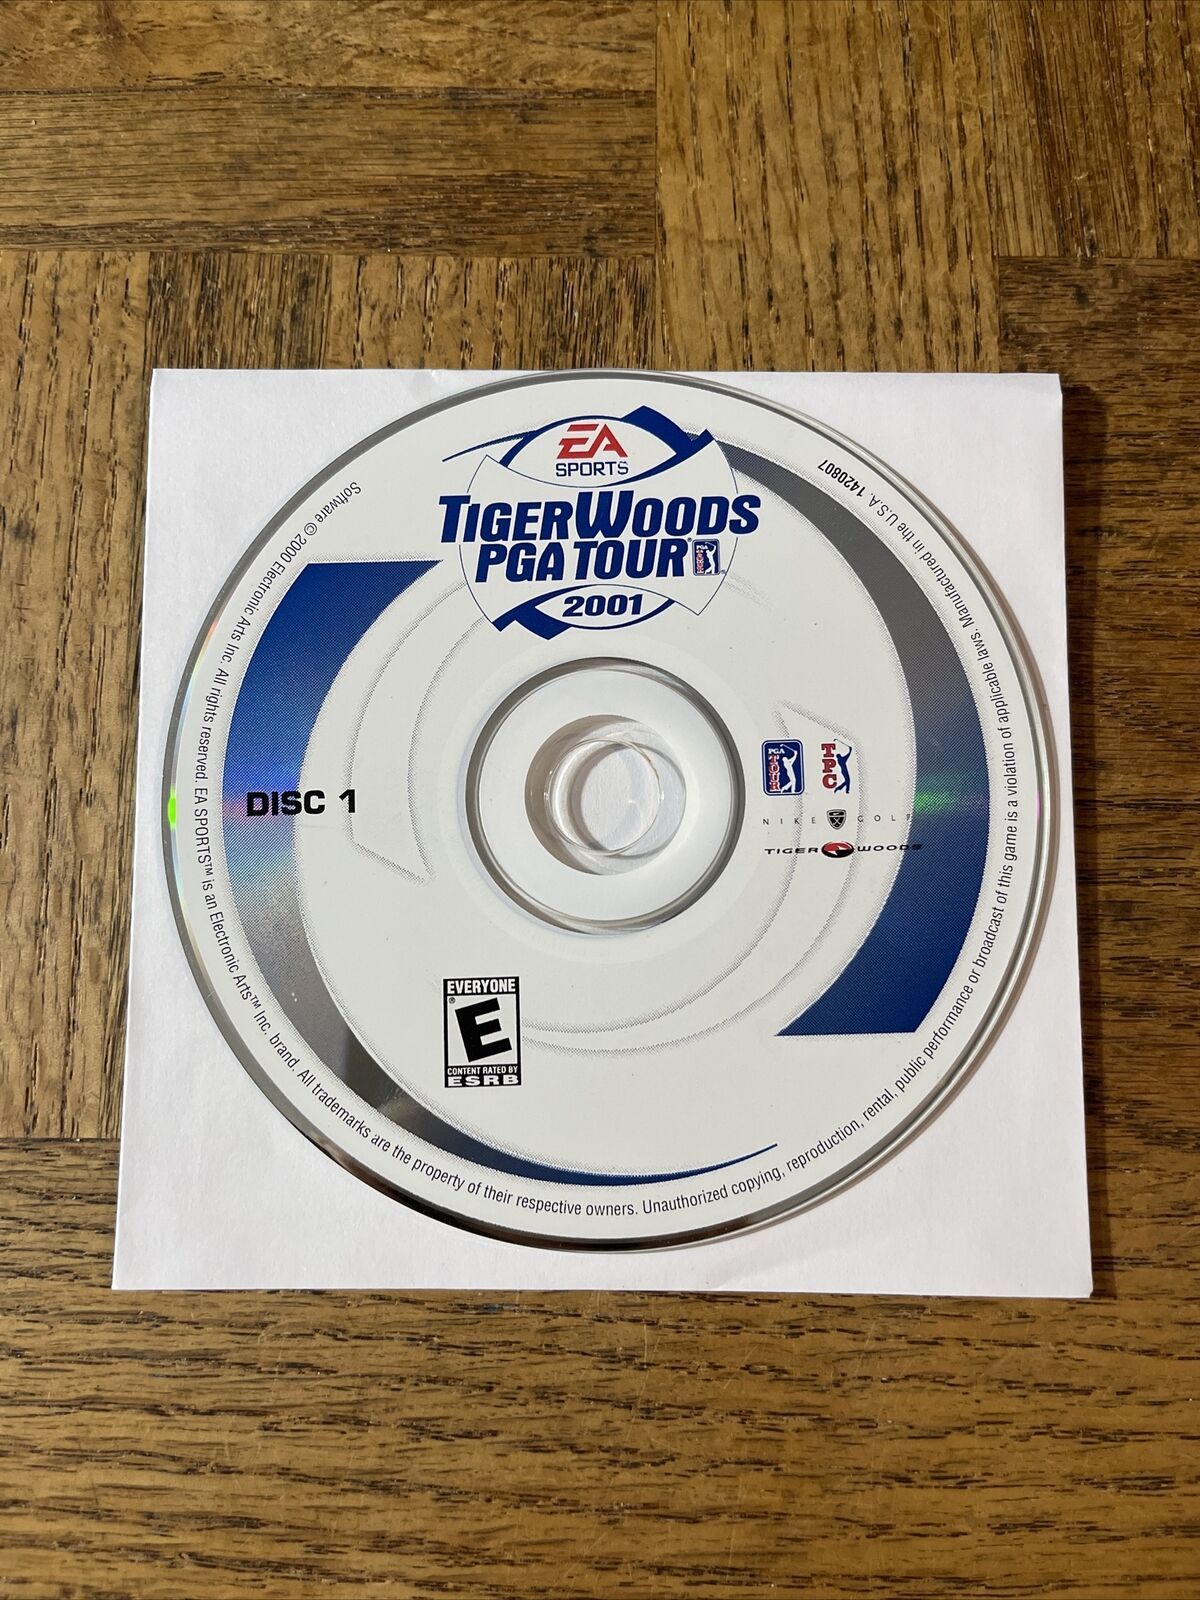 EA
SPORTS
TIGER WOODS
PGA TOUR
2001
DISC 1
PGA TOUR
TPC
NIKE GOLF
TIGER WOODS
EVERYONE
E
CONTENT RATED BY
ESRB
Software © 2000 Electronic Arts Inc. All rights reserved. EA SPORTS™ is an Electronic Arts™ Inc. brand. All trademarks are the property of their respective owners. Unauthorized copying, reproduction, rental, public performance or broadcast of this game is a violation of applicable laws. Manufactured in the U.S.A. 1420807